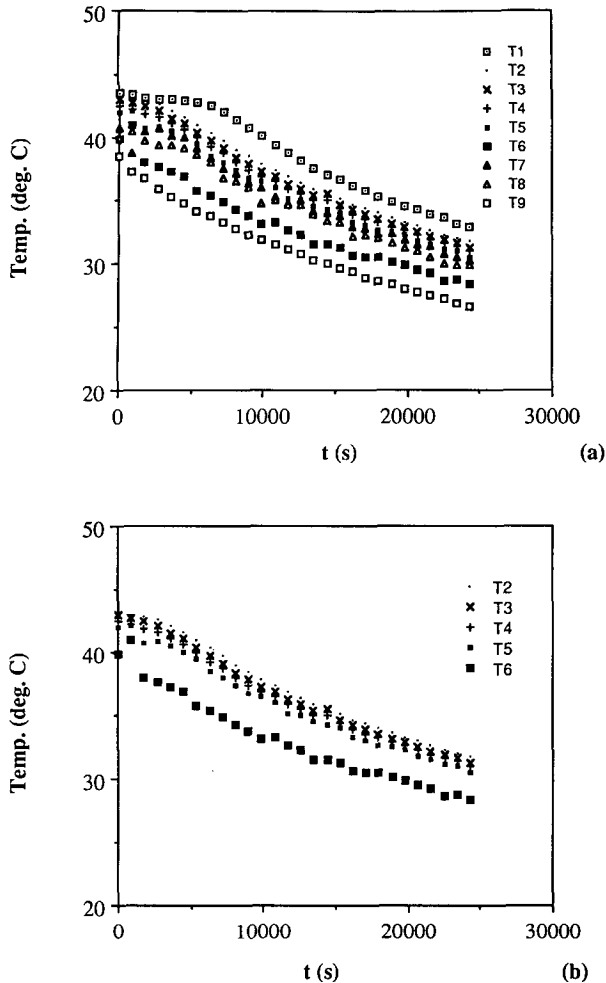 50
40
30
20
Temp. (deg. C)
T1
T2
T3
T4
T5
T6
T7
T8
T9
0
10000
20000
30000
t (s)
(a)
50
40
30
20
Temp. (deg. C)
T2
T3
T4
T5
T6
0
10000
20000
30000
t (s)
(b)